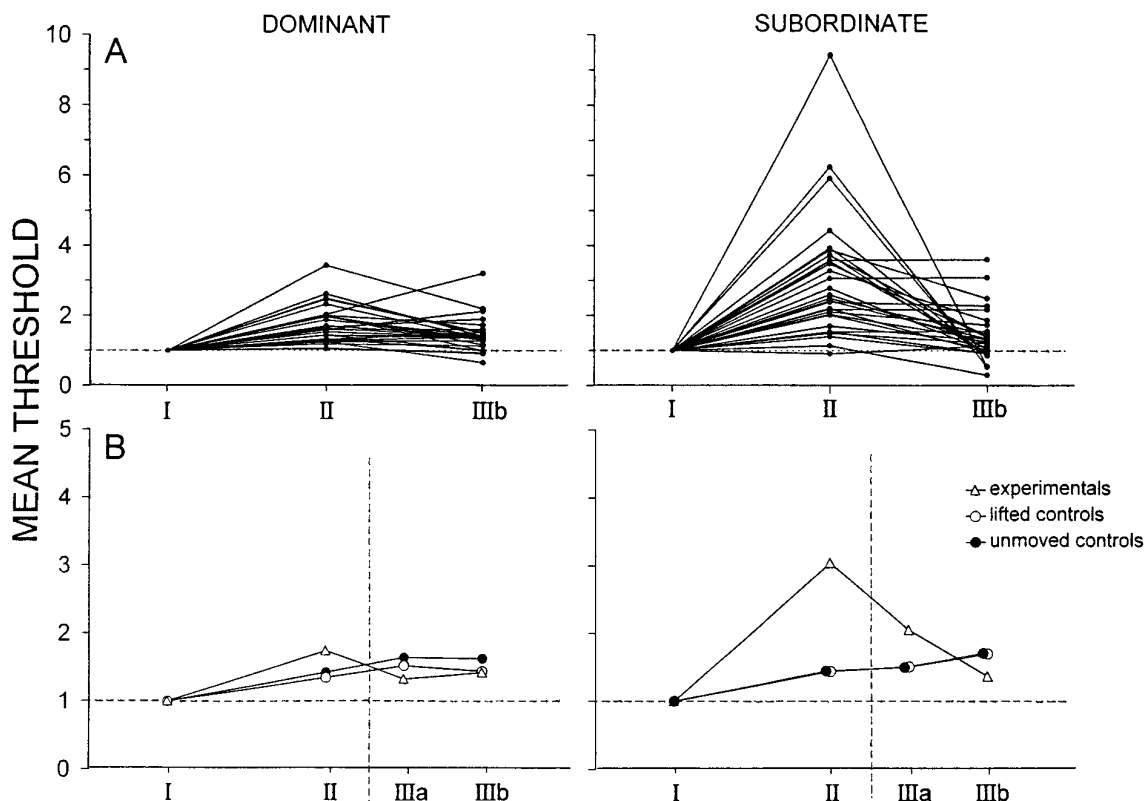 DOMINANT
SUBORDINATE
A
MEAN THRESHOLD
10
8
6
4
2
0
I
II
IIIb
I
II
IIIb
B
5
4
3
2
1
0
experimentals
lifted controls
unmoved controls
I
II
IIIa
IIIb
I
II
IIIa
IIIb